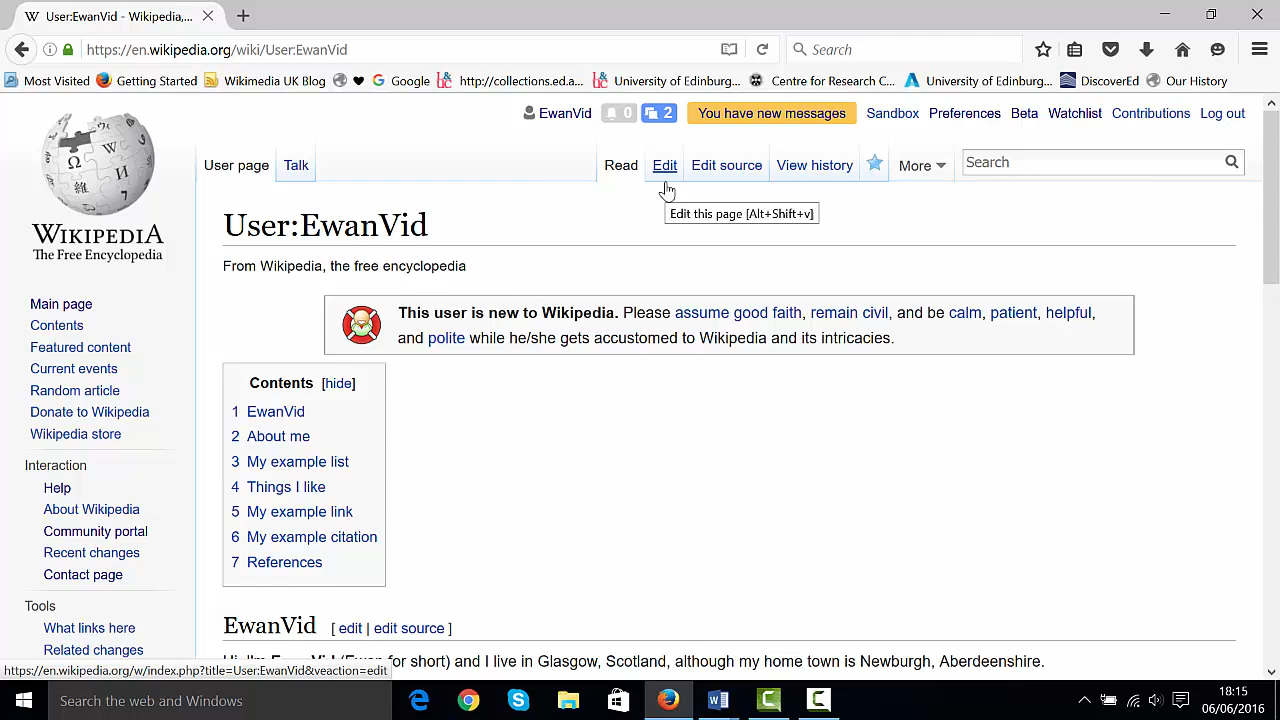 User:EwanVid - Wikipedia,...
https://en.wikipedia.org/wiki/User:EwanVid
Search
Most Visited
Getting Started
Wikimedia UK Blog
Google
http://collections.ed.a...
University of Edinburg...
Centre for Research C...
University of Edinburg...
DiscoverEd
Our History
EwanVid
0
2
You have new messages
Sandbox
Preferences
Beta
Watchlist
Contributions
Log out
User page
Talk
Read
Edit
Edit source
View history
More
Search
Edit this page [Alt+Shift+v]
WIKIPEDIA
The Free Encyclopedia
Main page
Contents
Featured content
Current events
Random article
Donate to Wikipedia
Wikipedia store
Interaction
Help
About Wikipedia
Community portal
Recent changes
Contact page
Tools
What links here
Related changes
User:EwanVid
From Wikipedia, the free encyclopedia
This user is new to Wikipedia. Please assume good faith, remain civil, and be calm, patient, helpful,
and polite while he/she gets accustomed to Wikipedia and its intricacies.
Contents [hide]
1 EwanVid
2 About me
3 My example list
4 Things I like
5 My example link
6 My example citation
7 References
EwanVid [ edit | edit source ]
for short) and I live in Glasgow, Scotland, although my home town is Newburgh, Aberdeenshire.
https://en.wikipedia.org/w/index.php?title=User:EwanVid&veaction=edit
Search the web and Windows
18:15
06/06/2016